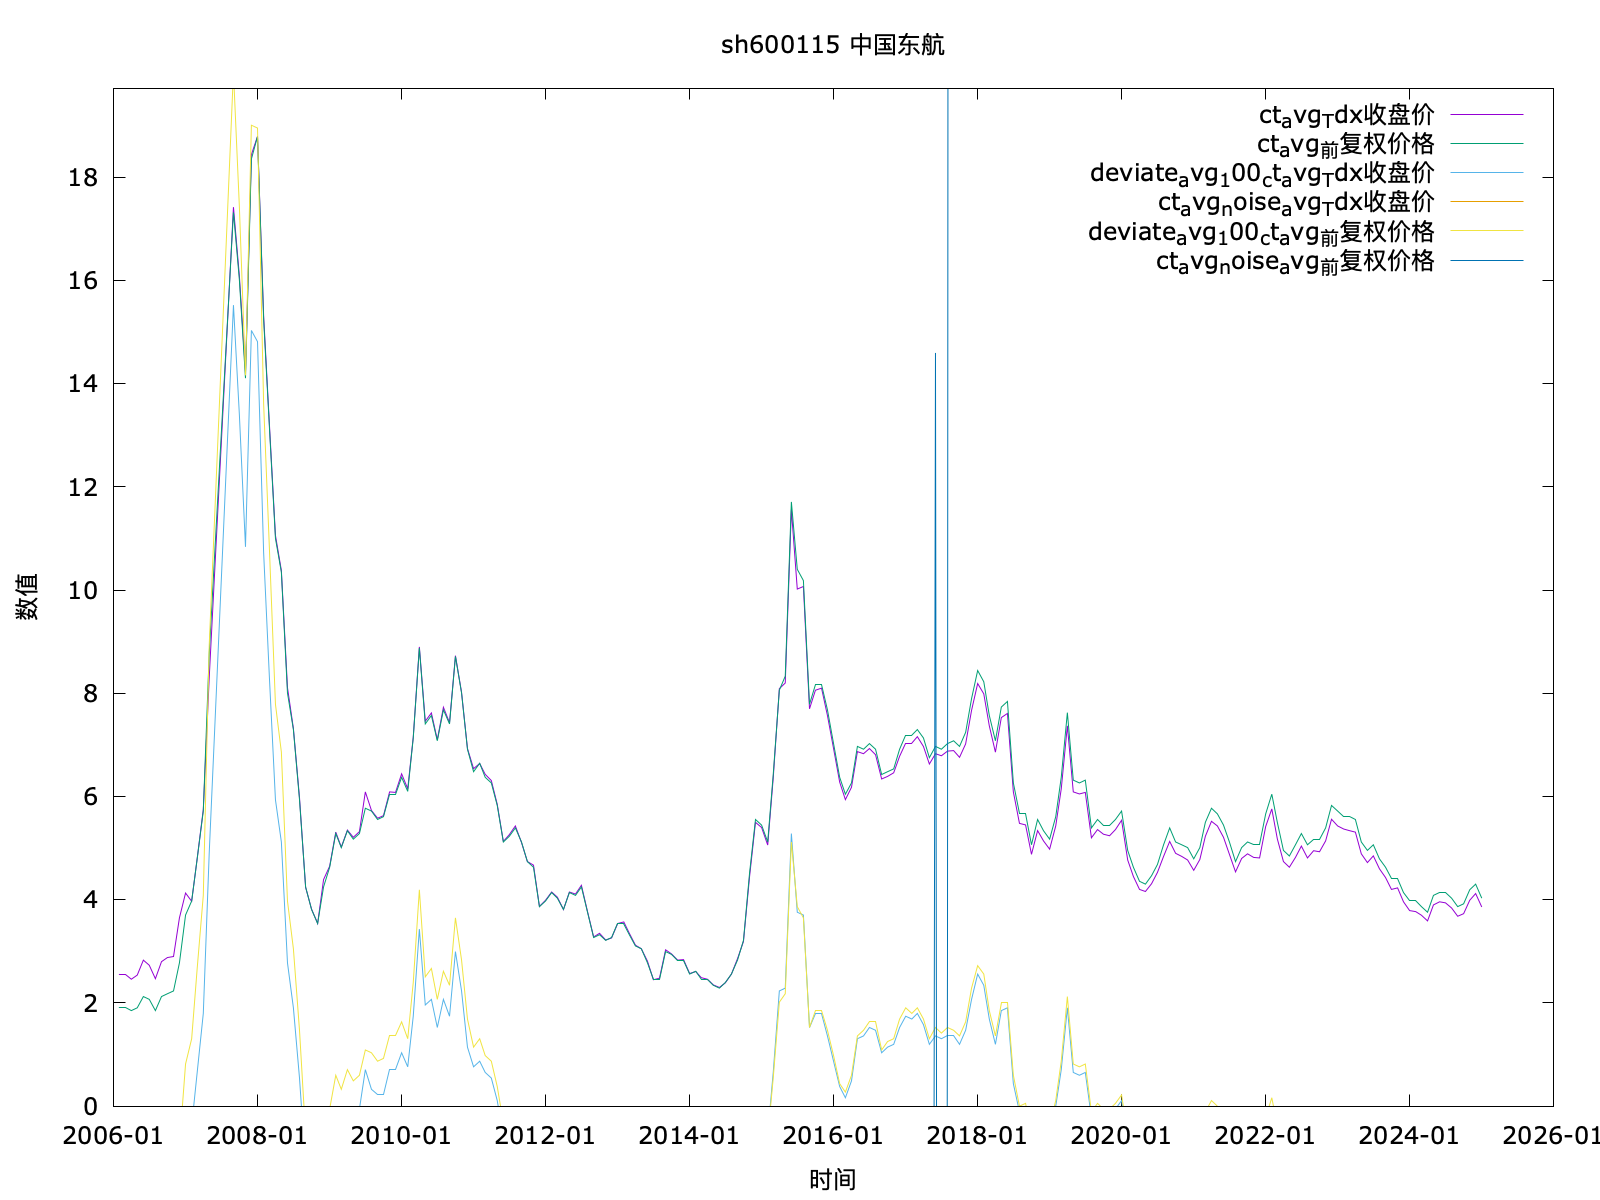 sh600115 中国东航
ct_avg_Tdx收盘价
ct_avg_前复权价格
deviate_avg_100_ct_avg_Tdx收盘价
ct_avg_noise_avg_Tdx收盘价
deviate_avg_100_ct_avg_前复权价格
ct_avg_noise_avg_前复权价格
18
16
14
12
10
8
6
4
2
0
数值
2006-01 2008-01 2010-01 2012-01 2014-01 2016-01 2018-01 2020-01 2022-01 2024-01 2026-01
时间